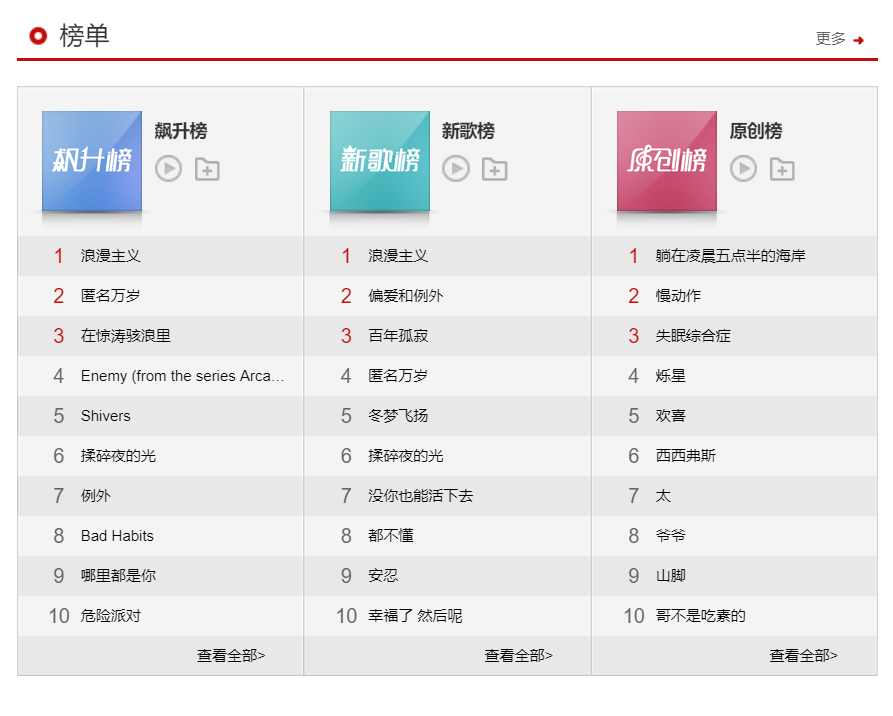 榜单
更多
飙升榜
飙升榜
1 浪漫主义
2 匿名万岁
3 在惊涛骇浪里
4 Enemy (from the series Arca...
5 Shivers
6 揉碎夜的光
7 例外
8 Bad Habits
9 哪里都是你
10 危险派对
查看全部>
新歌榜
新歌榜
1 浪漫主义
2 偏爱和例外
3 百年孤寂
4 匿名万岁
5 冬梦飞扬
6 揉碎夜的光
7 没你也能活下去
8 都不懂
9 安忍
10 幸福了 然后呢
查看全部>
原创榜
原创榜
1 躺在凌晨五点半的海岸
2 慢动作
3 失眠综合症
4 烁星
5 欢喜
6 西西弗斯
7 太
8 爷爷
9 山脚
10 哥不是吃素的
查看全部>